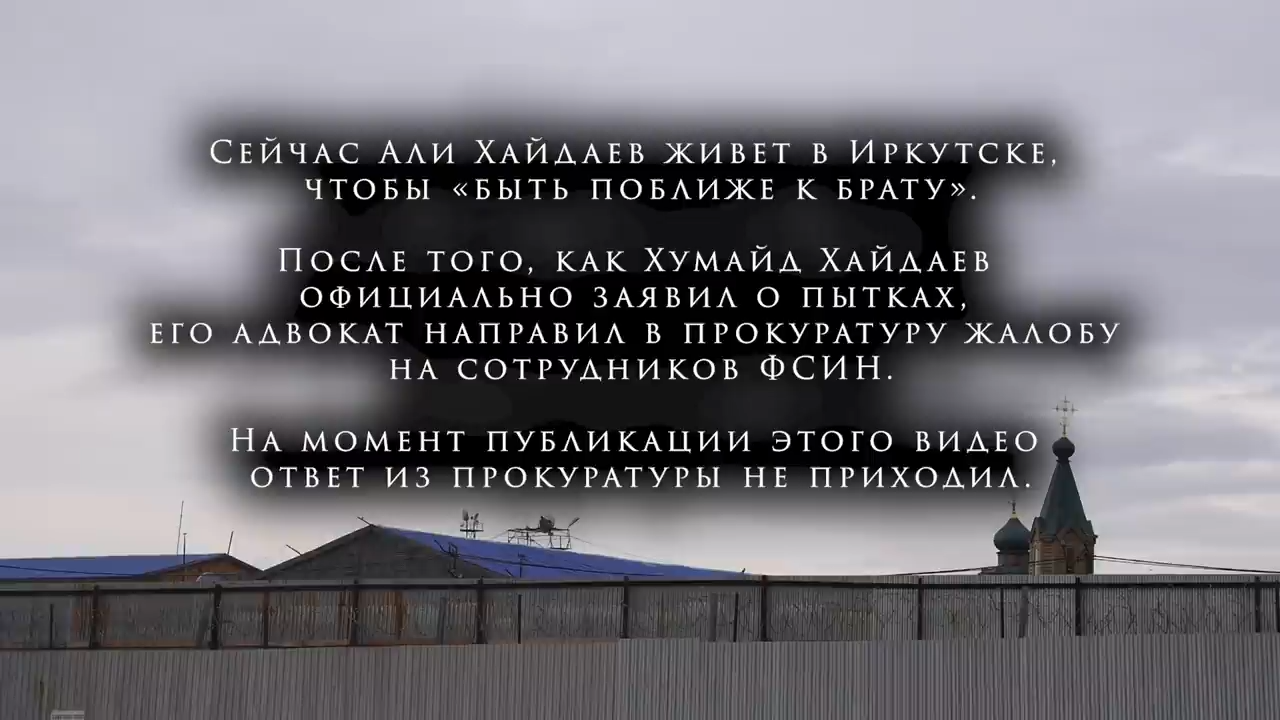 Сейчас Али Хайдаев живет в Иркутске,
чтобы «быть поближе к брату».
После того, как Хумайд Хайдаев
официально заявил о пытках,
его адвокат направил в прокуратуру жалобу
на сотрудников ФСИН.
На момент публикации этого видео
ответ из прокуратуры не приходил.